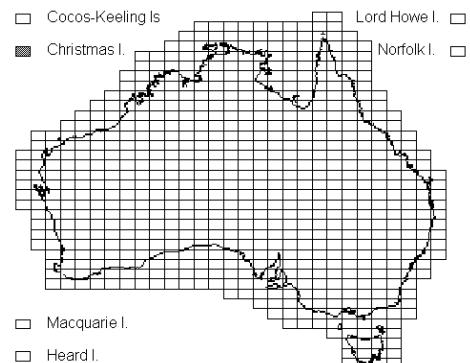 Cocos-Keeling Is
Lord Howe I.
Christmas I.
Norfolk I.
Macquarie I.
Heard I.